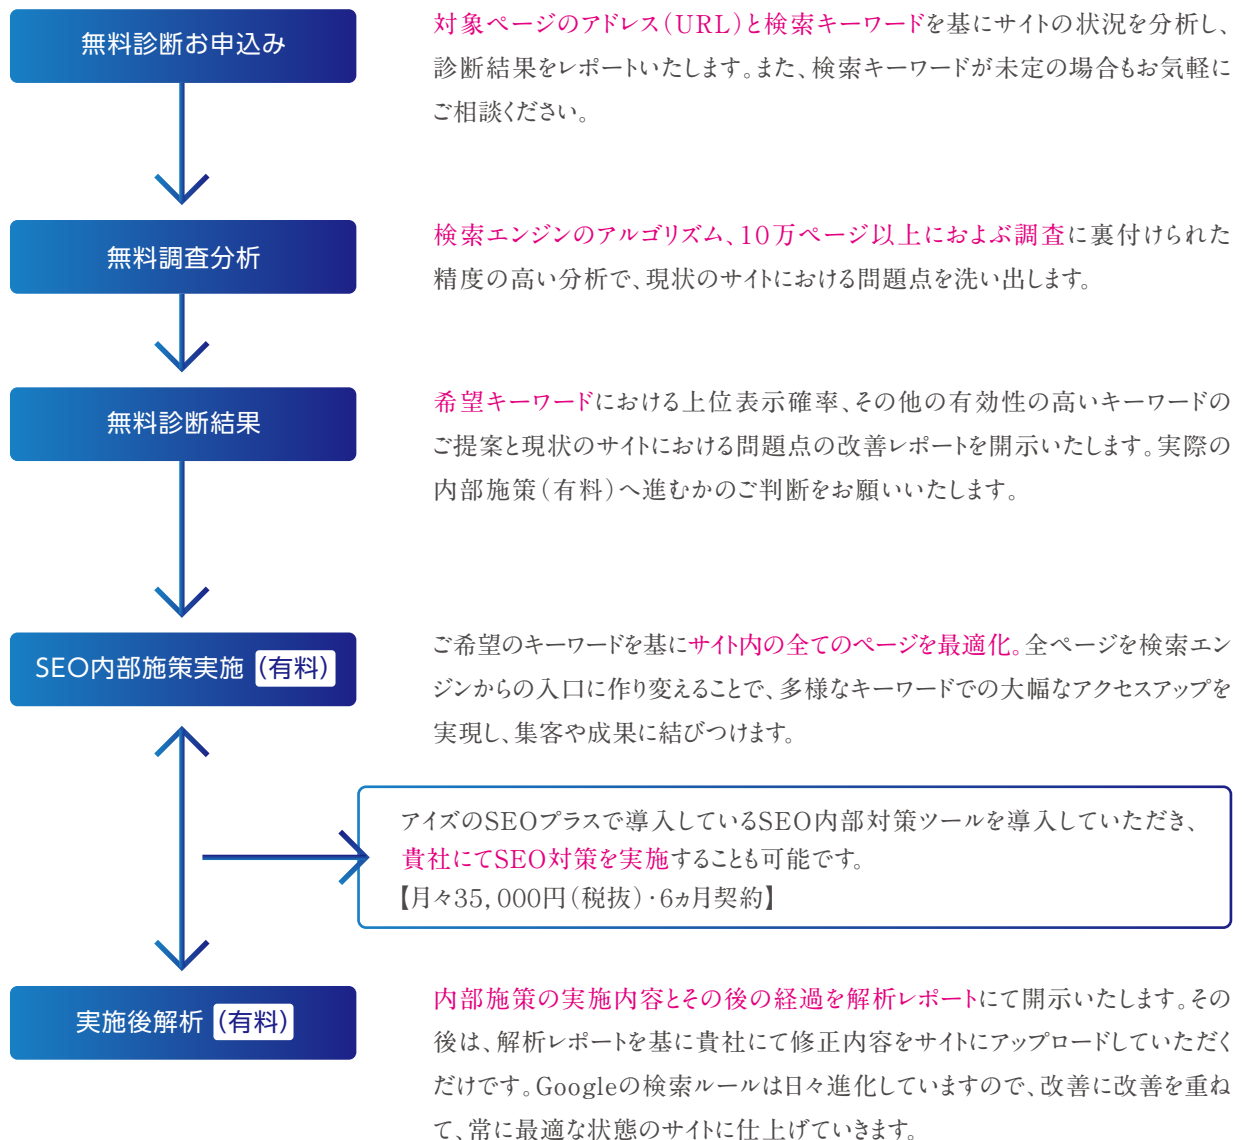 無料診断お申込み
対象ページのアドレス（URL）と検索キーワードを基にサイトの状況を分析し、
診断結果をレポートいたします。また、検索キーワードが未定の場合もお気軽に
ご相談ください。
無料調査分析
検索エンジンのアルゴリズム、10万ページ以上におよぶ調査に裏付けられた
精度の高い分析で、現状のサイトにおける問題点を洗い出します。
無料診断結果
希望キーワードにおける上位表示確率、その他の有効性の高いキーワードの
ご提案と現状のサイトにおける問題点の改善レポートを開示いたします。実際の
内部施策（有料）へ進むかのご判断をお願いいたします。
SEO内部施策実施（有料）
ご希望のキーワードを基にサイト内の全てのページを最適化。全ページを検索エン
ジンからの入口に作り変えることで、多様なキーワードでの大幅なアクセスアップを
実現し、集客や成果に結びつけます。
アイズのSEOプラスで導入しているSEO内部対策ツールを導入していただき、
貴社にてSEO対策を実施することも可能です。
【月々35,000円（税抜）・6ヵ月契約】
実施後解析（有料）
内部施策の実施内容とその後の経過を解析レポートにて開示いたします。その
後は、解析レポートを基に貴社にて修正内容をサイトにアップロードしていただく
だけです。Googleの検索ルールは日々進化していますので、改善に改善を重ね
て、常に最適な状態のサイトに仕上げていきます。